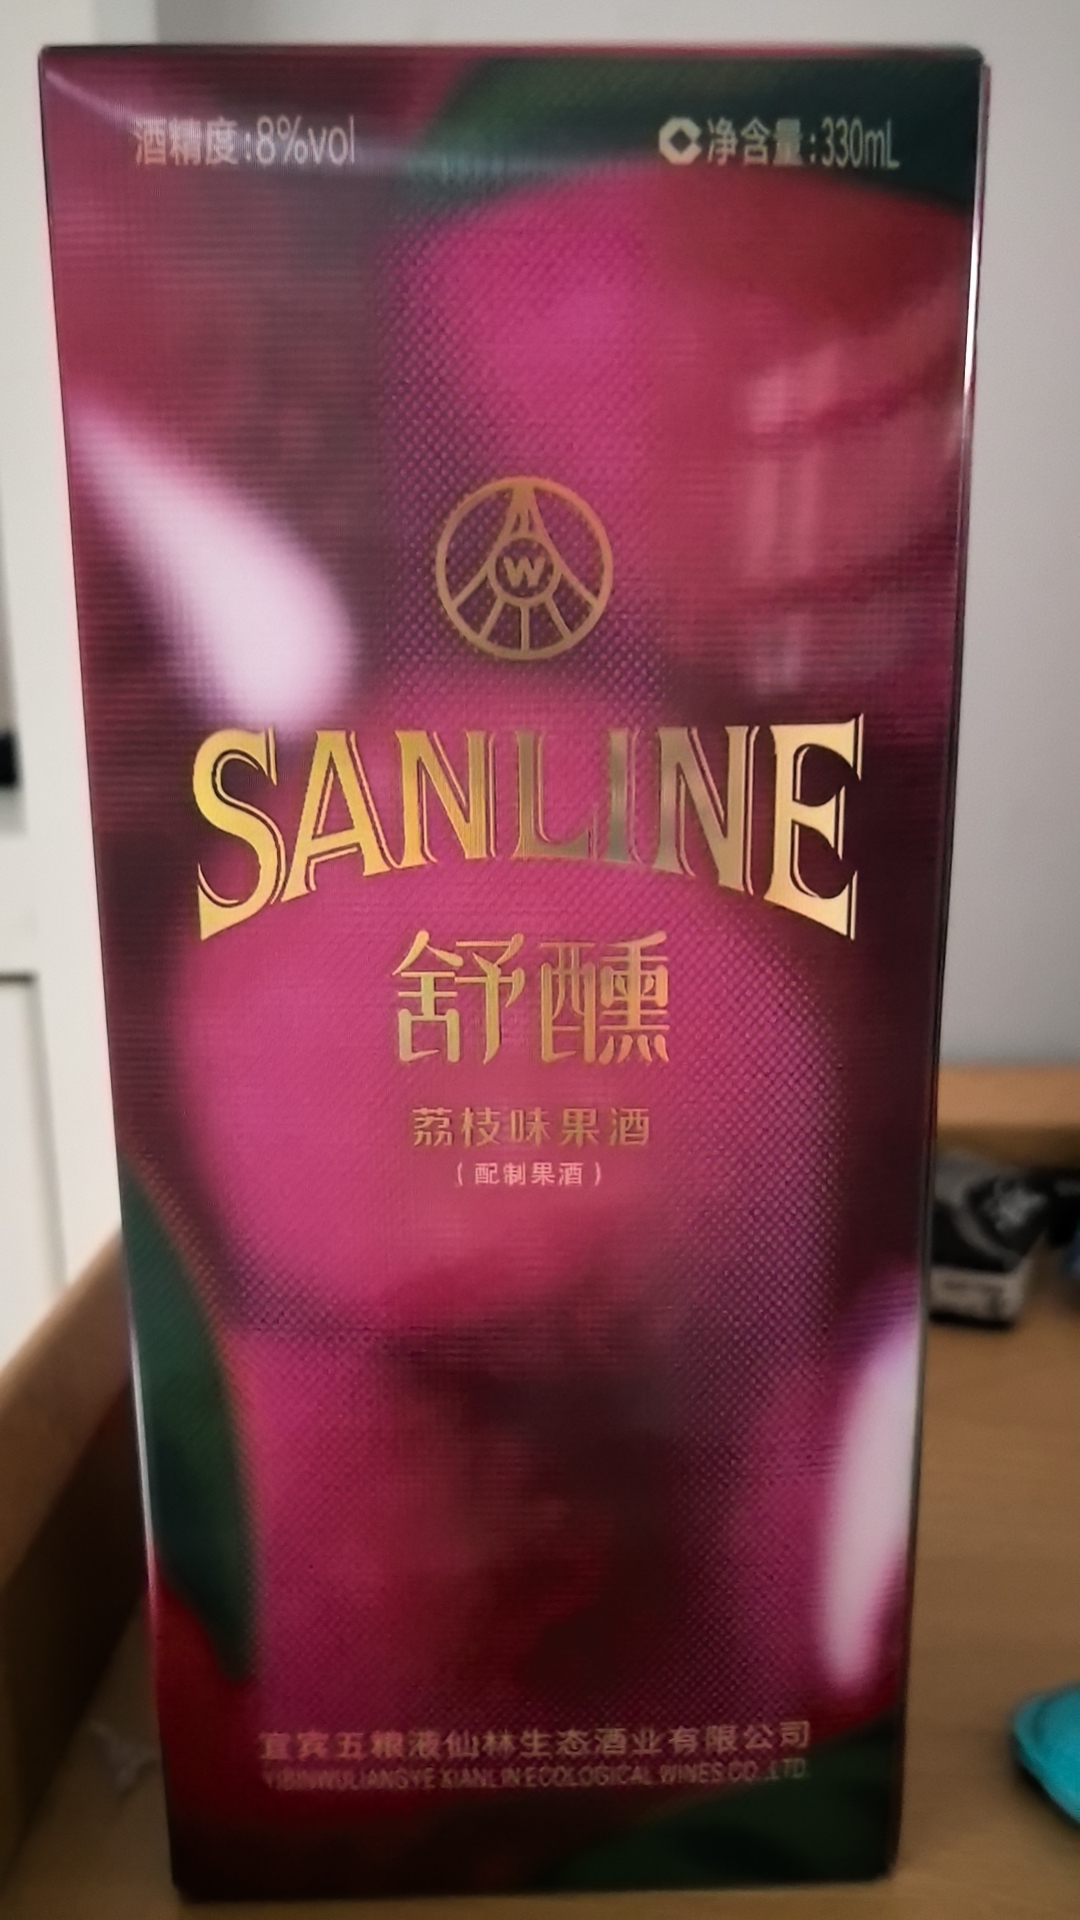 酒精度:8%vol
净含量:330mL
W
SANLINE
舒醺
荔枝味果酒
(配制果酒)
宜宾五粮液仙林生态酒业有限公司
YIBINWULIANGYE XIANLIN ECOLOGICAL WINES CO.,LTD.